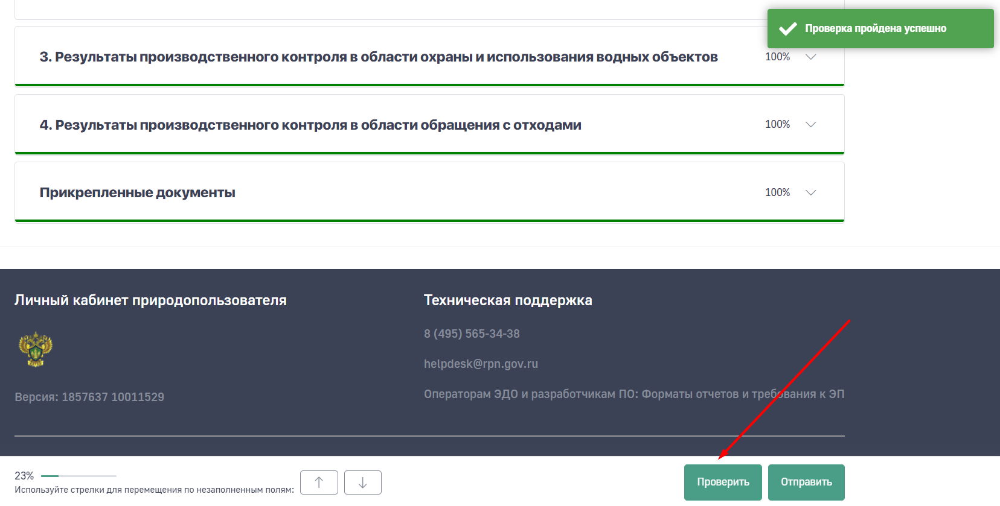 Проверка пройдена успешно
3. Результаты производственного контроля в области охраны и использования водных объектов
100%
4. Результаты производственного контроля в области обращения с отходами
100%
Прикрепленные документы
100%
Личный кабинет природопользователя
Техническая поддержка
8 (495) 565-34-38
helpdesk@rpn.gov.ru
Версия: 1857637 10011529
Операторам ЭДО и разработчикам ПО: Форматы отчетов и требования к ЭП
23%
Используйте стрелки для перемещения по незаполненным полям:
Проверить
Отправить